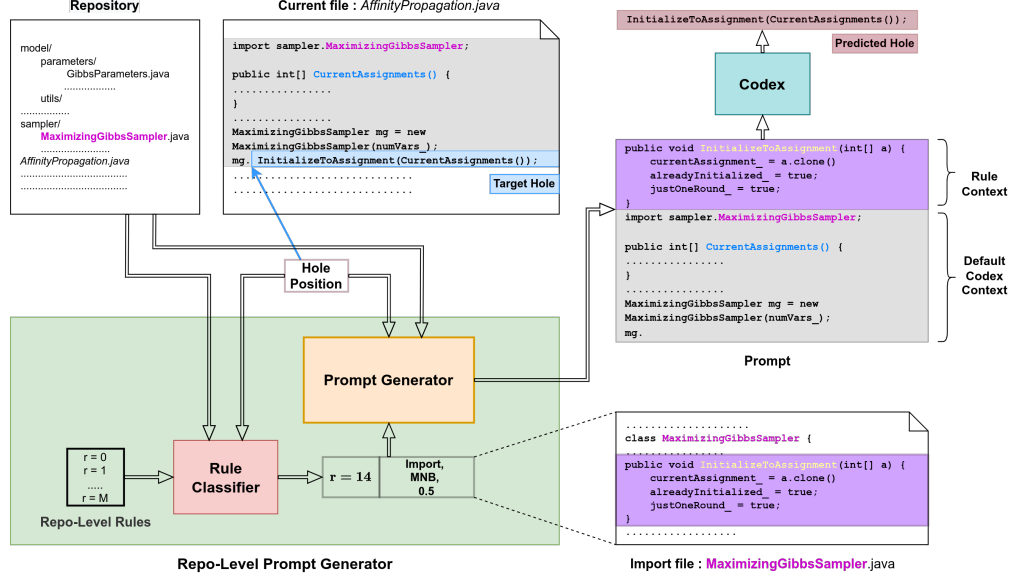 Repository
model/
parameters/
GibbsParameters.java
..................
utils/
.................
sampler/
MaximizingGibbsSampler.java
........................
AffinityPropagation.java
.....................................
.....................................
Current file : AffinityPropagation.java
import sampler.MaximizingGibbsSampler;
public int[] CurrentAssignments() {
................
}
................
MaximizingGibbsSampler mg = new
MaximizingGibbsSampler(numVars_);
mg. InitializeToAssignment(CurrentAssignments());
.............................
.............................
Target Hole
Hole
Position
InitializeToAssignment(CurrentAssignments());
Predicted Hole
Codex
public void InitializeToAssignment(int[] a) {
currentAssignment_ = a.clone()
alreadyInitialized_ = true;
justOneRound_ = true;
}
Rule
Context
import sampler.MaximizingGibbsSampler;
public int[] CurrentAssignments() {
................
}
................
MaximizingGibbsSampler mg = new
MaximizingGibbsSampler(numVars_);
mg.
Default
Codex
Context
Prompt
Prompt Generator
r = 0
r = 1
.....
r = M
Repo-Level Rules
Rule
Classifier
r = 14
Import,
MNB,
0.5
Repo-Level Prompt Generator
....................
class MaximizingGibbsSampler {
................
public void InitializeToAssignment(int[] a) {
currentAssignment_ = a.clone()
alreadyInitialized_ = true;
justOneRound_ = true;
}
..................
Import file : MaximizingGibbsSampler.java